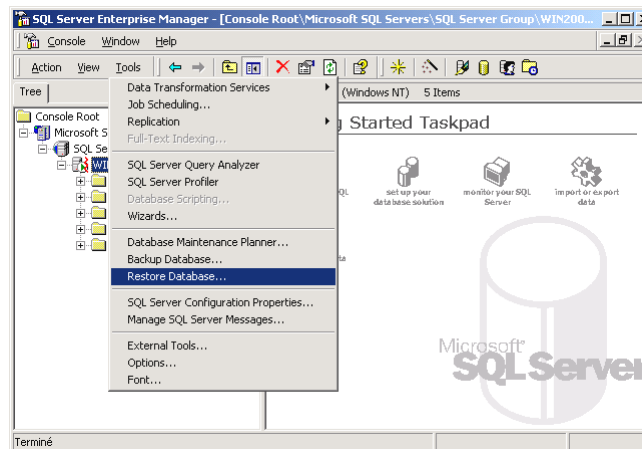 SQL Server Enterprise Manager - [Console Root\Microsoft SQL Servers\SQL Server Group\WIN200...
Console Window Help
Action View Tools
Tree
(Windows NT) 5 Items
Console Root
Microsoft S
SQL Se
WI
Data Transformation Services
Job Scheduling...
Replication
Full-Text Indexing...
SQL Server Query Analyzer
SQL Server Profiler
Database Scripting...
Wizards...
Database Maintenance Planner...
Backup Database...
Restore Database...
SQL Server Configuration Properties...
Manage SQL Server Messages...
External Tools...
Options...
Font...
g Started Taskpad
QL
set up your
database solution
monitor your SQL
Server
import or export
data
ta
Microsoft®
SQL Server
Terminé